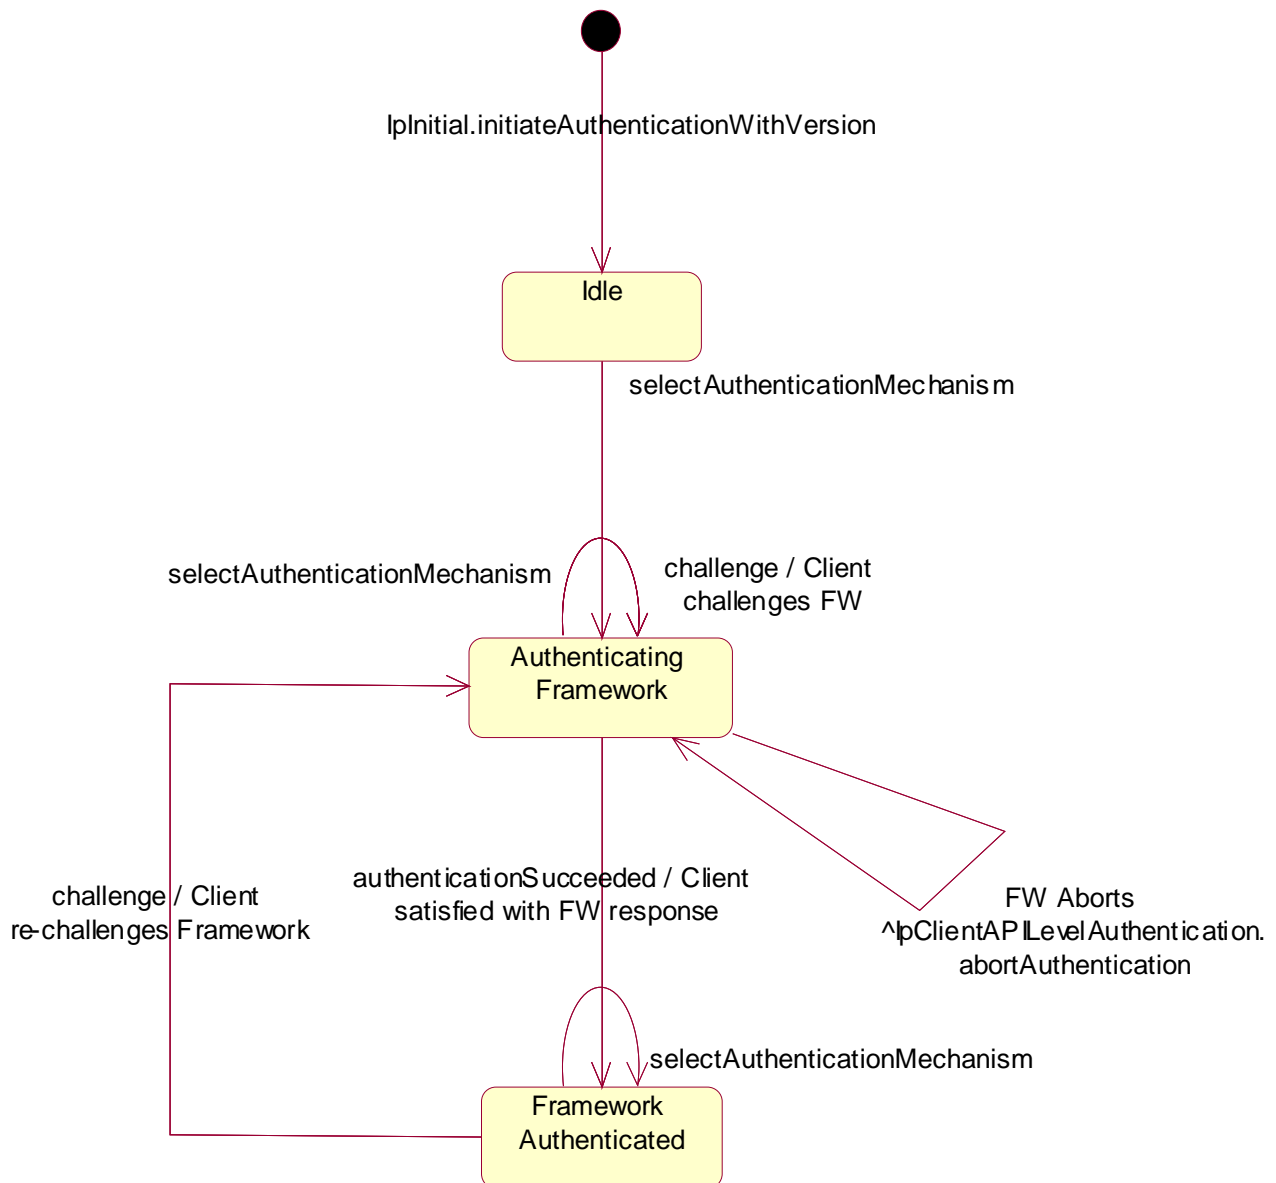 IpInitial.initiateAuthenticationWithVersion
Idle
selectAuthenticationMechanism
selectAuthenticationMechanism
challenge / Client
challenges FW
Authenticating
Framework
authenticationSucceeded / Client
satisfied with FW response
challenge / Client
re-challenges Framework
FW Aborts
^IpClientAPILevelAuthentication.
abortAuthentication
selectAuthenticationMechanism
Framework
Authenticated